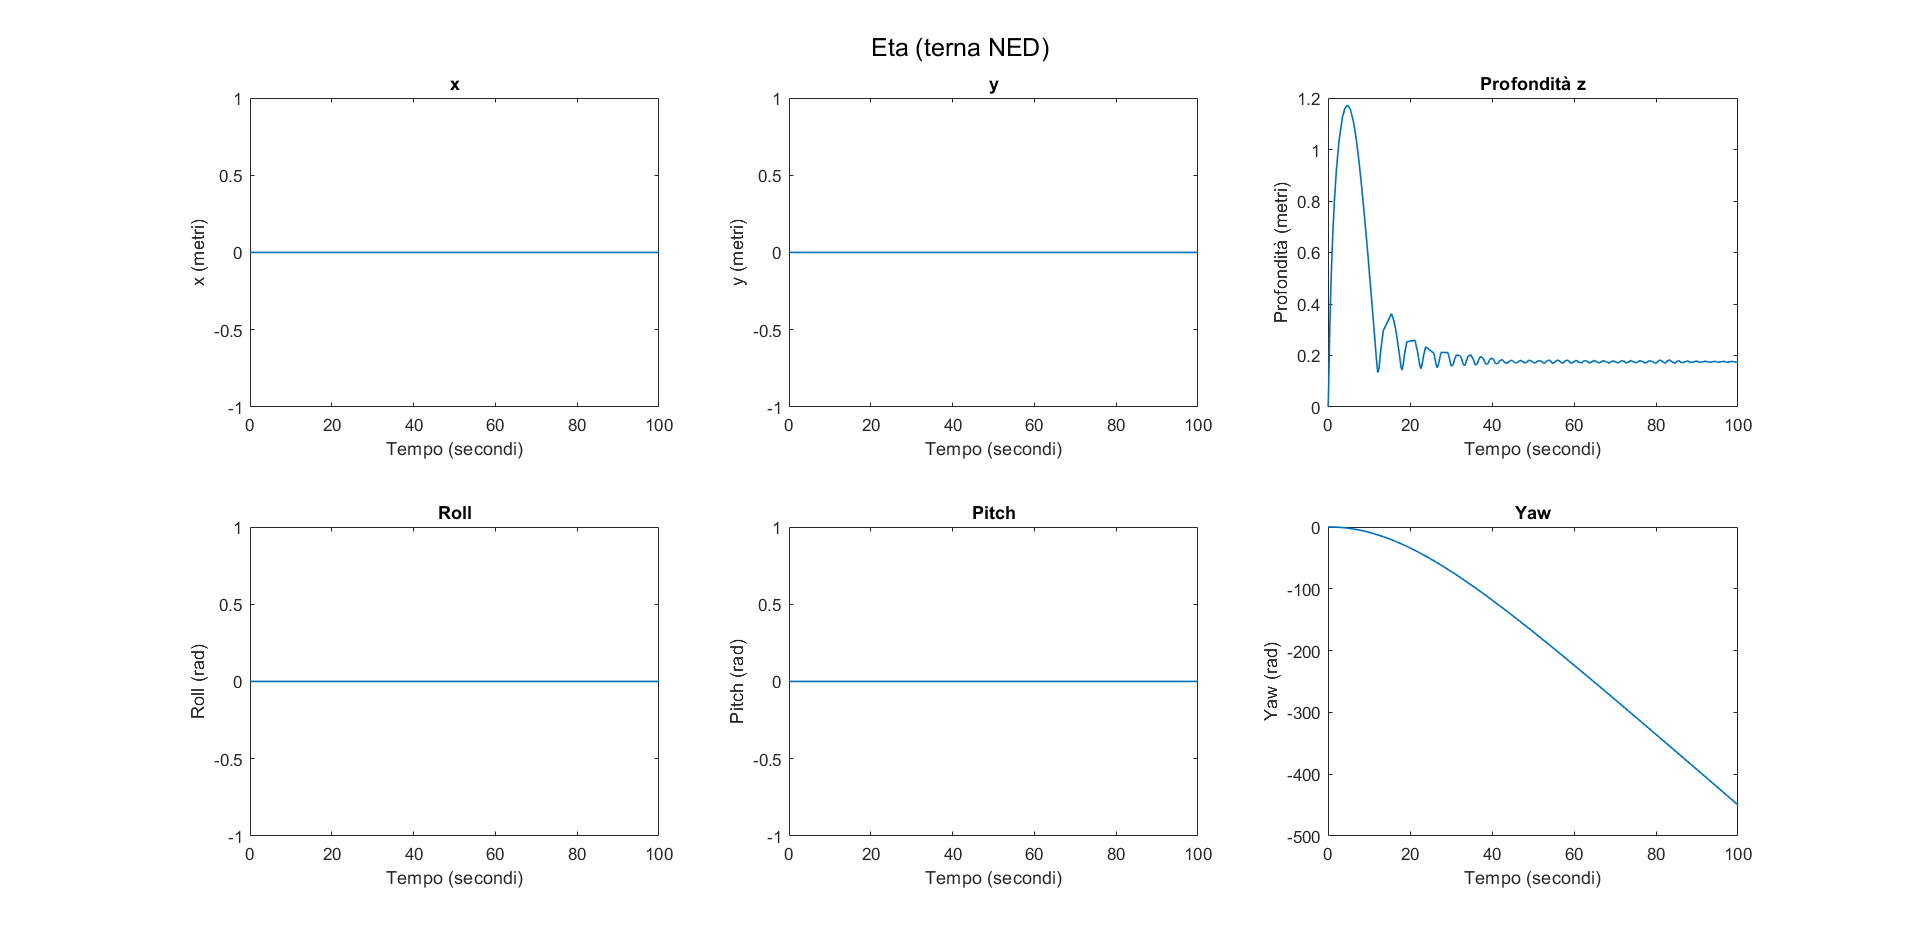 Eta (terna NED)
x
1
0.5
0
-0.5
-1
x (metri)
0 20 40 60 80 100
Tempo (secondi)
y
1
0.5
0
-0.5
-1
y (metri)
0 20 40 60 80 100
Tempo (secondi)
Profondità z
1.2
1
0.8
0.6
0.4
0.2
0
Profondità (metri)
0 20 40 60 80 100
Tempo (secondi)
Roll
1
0.5
0
-0.5
-1
Roll (rad)
0 20 40 60 80 100
Tempo (secondi)
Pitch
1
0.5
0
-0.5
-1
Pitch (rad)
0 20 40 60 80 100
Tempo (secondi)
Yaw
0
-100
-200
-300
-400
-500
Yaw (rad)
0 20 40 60 80 100
Tempo (secondi)